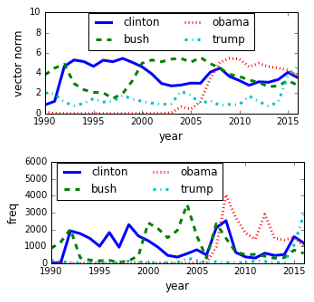 10
8
6
4
2
0
vector norm
clinton
bush
obama
trump
1990 1995 2000 2005 2010 2015
year
6000
5000
4000
3000
2000
1000
0
freq
clinton
bush
obama
trump
1990 1995 2000 2005 2010 2015
year